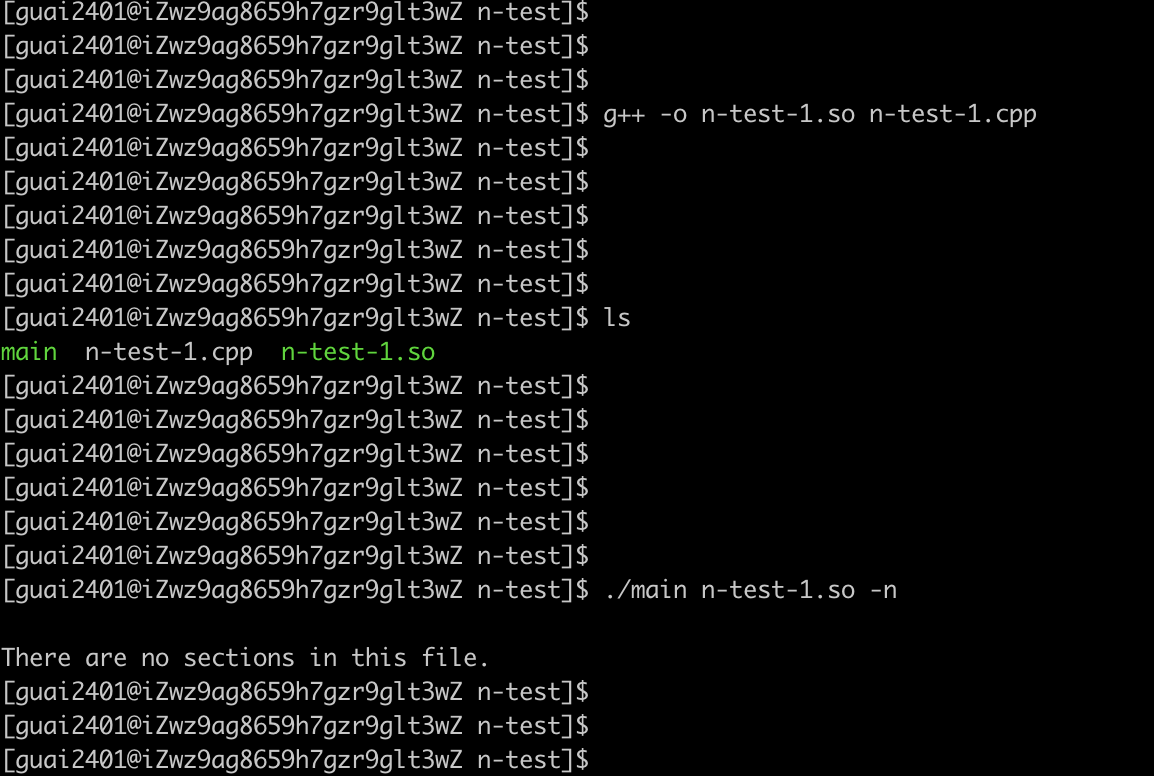 [guai2401@iZwz9ag8659h7gzr9glt3wZ n-test]$
[guai2401@iZwz9ag8659h7gzr9glt3wZ n-test]$
[guai2401@iZwz9ag8659h7gzr9glt3wZ n-test]$
[guai2401@iZwz9ag8659h7gzr9glt3wZ n-test]$ g++ -o n-test-1.so n-test-1.cpp
[guai2401@iZwz9ag8659h7gzr9glt3wZ n-test]$
[guai2401@iZwz9ag8659h7gzr9glt3wZ n-test]$
[guai2401@iZwz9ag8659h7gzr9glt3wZ n-test]$
[guai2401@iZwz9ag8659h7gzr9glt3wZ n-test]$
[guai2401@iZwz9ag8659h7gzr9glt3wZ n-test]$
[guai2401@iZwz9ag8659h7gzr9glt3wZ n-test]$ ls
main  n-test-1.cpp  n-test-1.so
[guai2401@iZwz9ag8659h7gzr9glt3wZ n-test]$
[guai2401@iZwz9ag8659h7gzr9glt3wZ n-test]$
[guai2401@iZwz9ag8659h7gzr9glt3wZ n-test]$
[guai2401@iZwz9ag8659h7gzr9glt3wZ n-test]$
[guai2401@iZwz9ag8659h7gzr9glt3wZ n-test]$
[guai2401@iZwz9ag8659h7gzr9glt3wZ n-test]$
[guai2401@iZwz9ag8659h7gzr9glt3wZ n-test]$ ./main n-test-1.so -n
There are no sections in this file.
[guai2401@iZwz9ag8659h7gzr9glt3wZ n-test]$
[guai2401@iZwz9ag8659h7gzr9glt3wZ n-test]$
[guai2401@iZwz9ag8659h7gzr9glt3wZ n-test]$